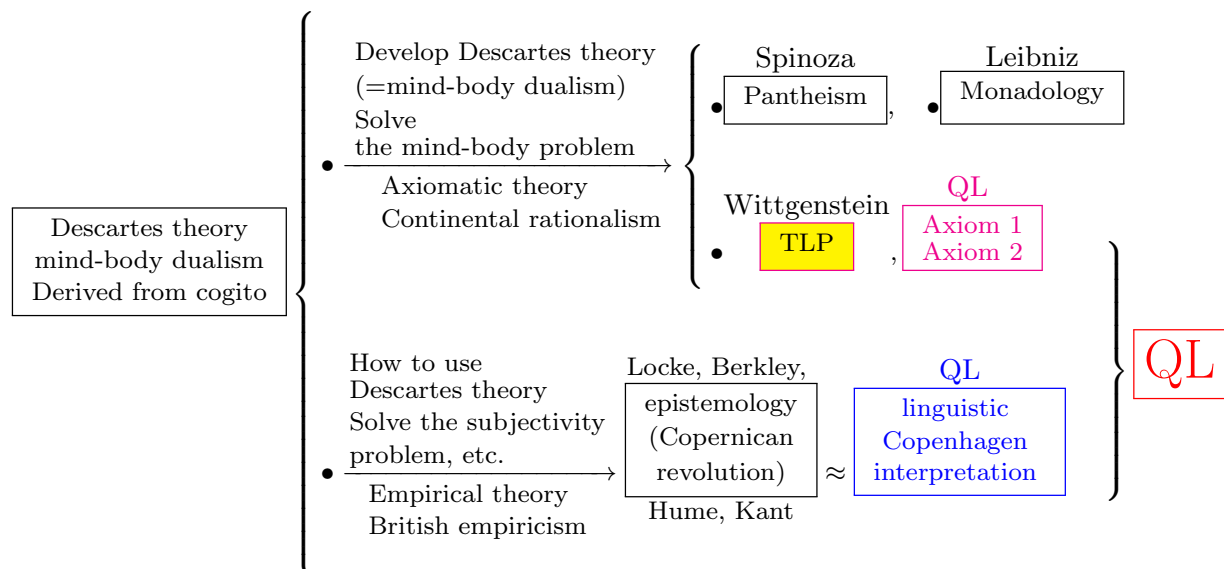 Descartes theory
mind-body dualism
Derived from cogito
Develop Descartes theory
(=mind-body dualism)
Solve
the mind-body problem
Axiomatic theory
Continental rationalism
Spinoza
• Pantheism,
Leibniz
• Monadology
Wittgenstein
• TLP
,
QL
Axiom 1
Axiom 2
How to use
Descartes theory
Solve the subjectivity
problem, etc.
Empirical theory
British empiricism
Locke, Berkley,
epistemology
(Copernican
revolution)
Hume, Kant
≈
QL
linguistic
Copenhagen
interpretation
QL